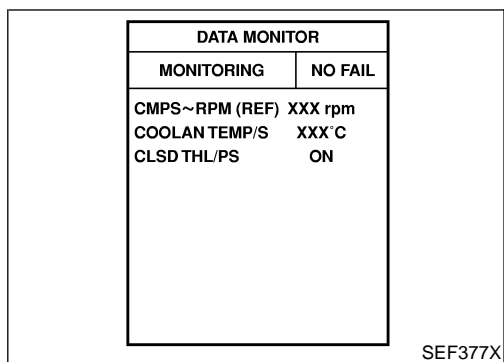 DATA MONITOR
MONITORING NO FAIL
CMPS~RPM (REF) XXX rpm
COOLAN TEMP/S XXX°C
CLSD THL/PS ON
SEF377X